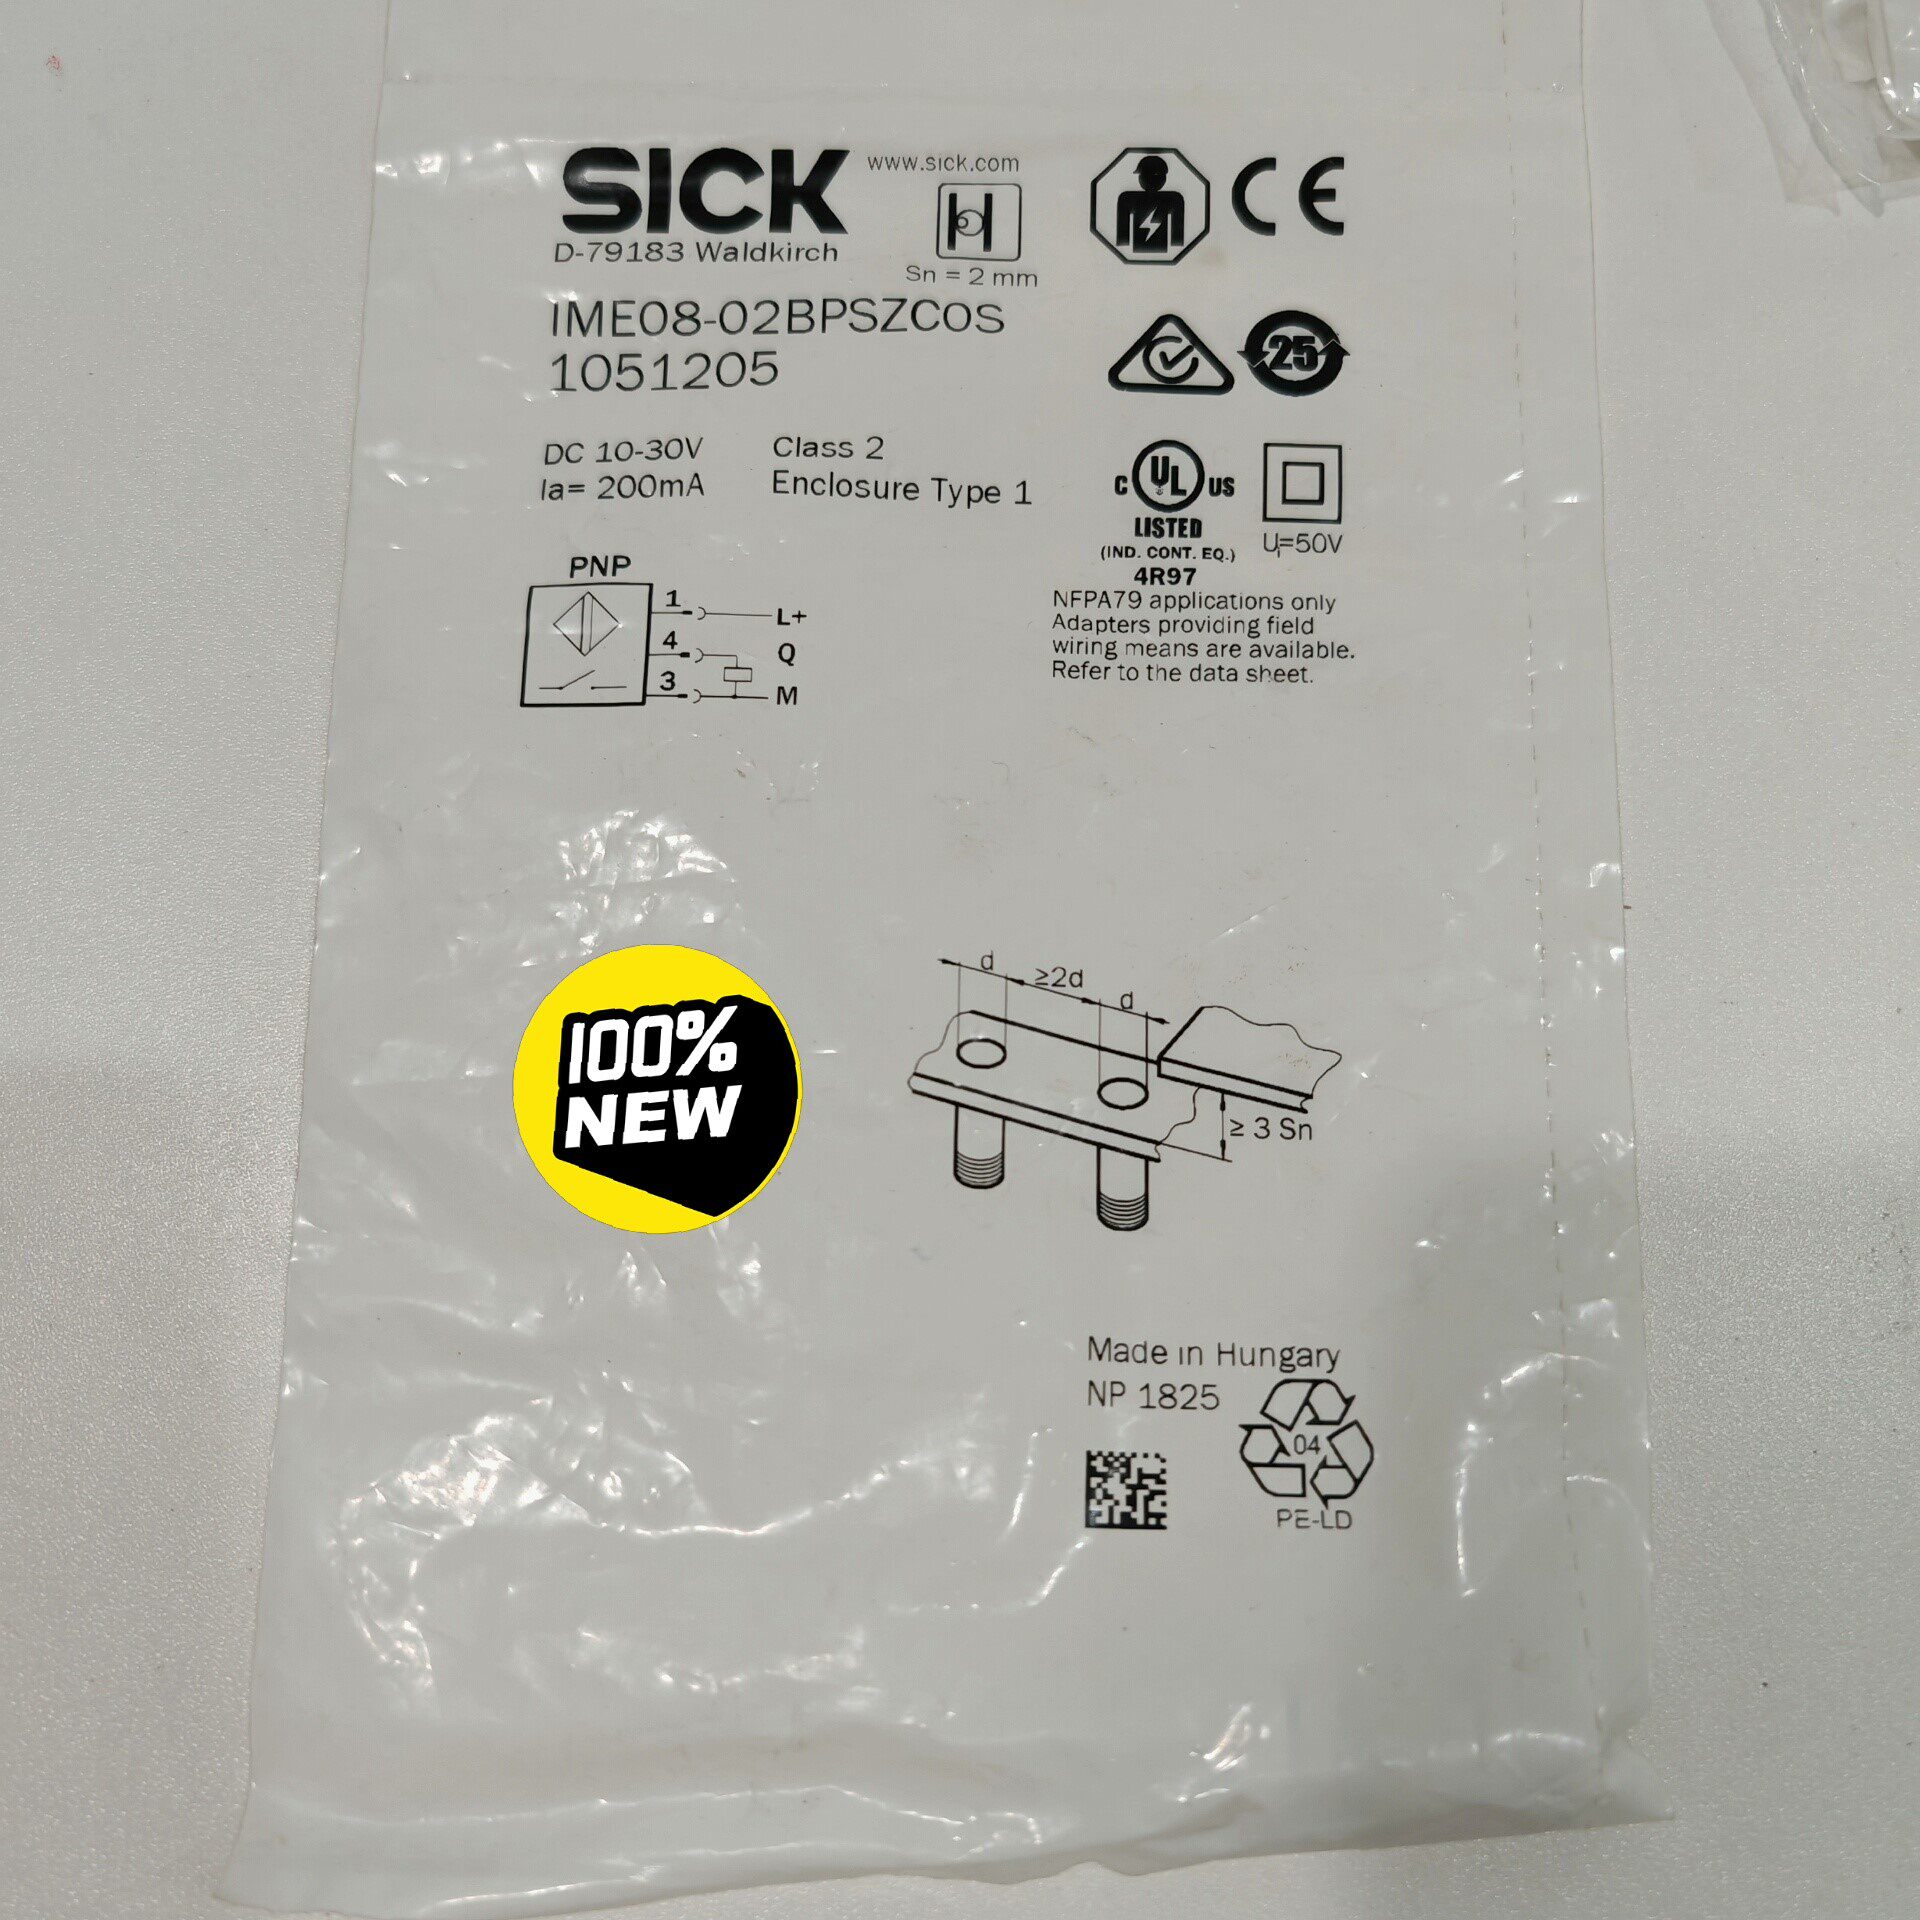 SICK
www.sick.com
D-79183 Waldkirch
Sn = 2 mm
CE
IME08-02BPSZC0S
1051205
25
DC 10-30V
Class 2
Ia= 200mA
Enclosure Type 1
C UL US
LISTED
(IND. CONT. EQ.)
4R97
Ui=50V
NFPA79 applications only
Adapters providing field
wiring means are available.
Refer to the data sheet.
PNP
1 L+
4 Q
3 M
100%
NEW
d ≥2d d
≥ 3 Sn
Made in Hungary
NP 1825
04
PE-LD